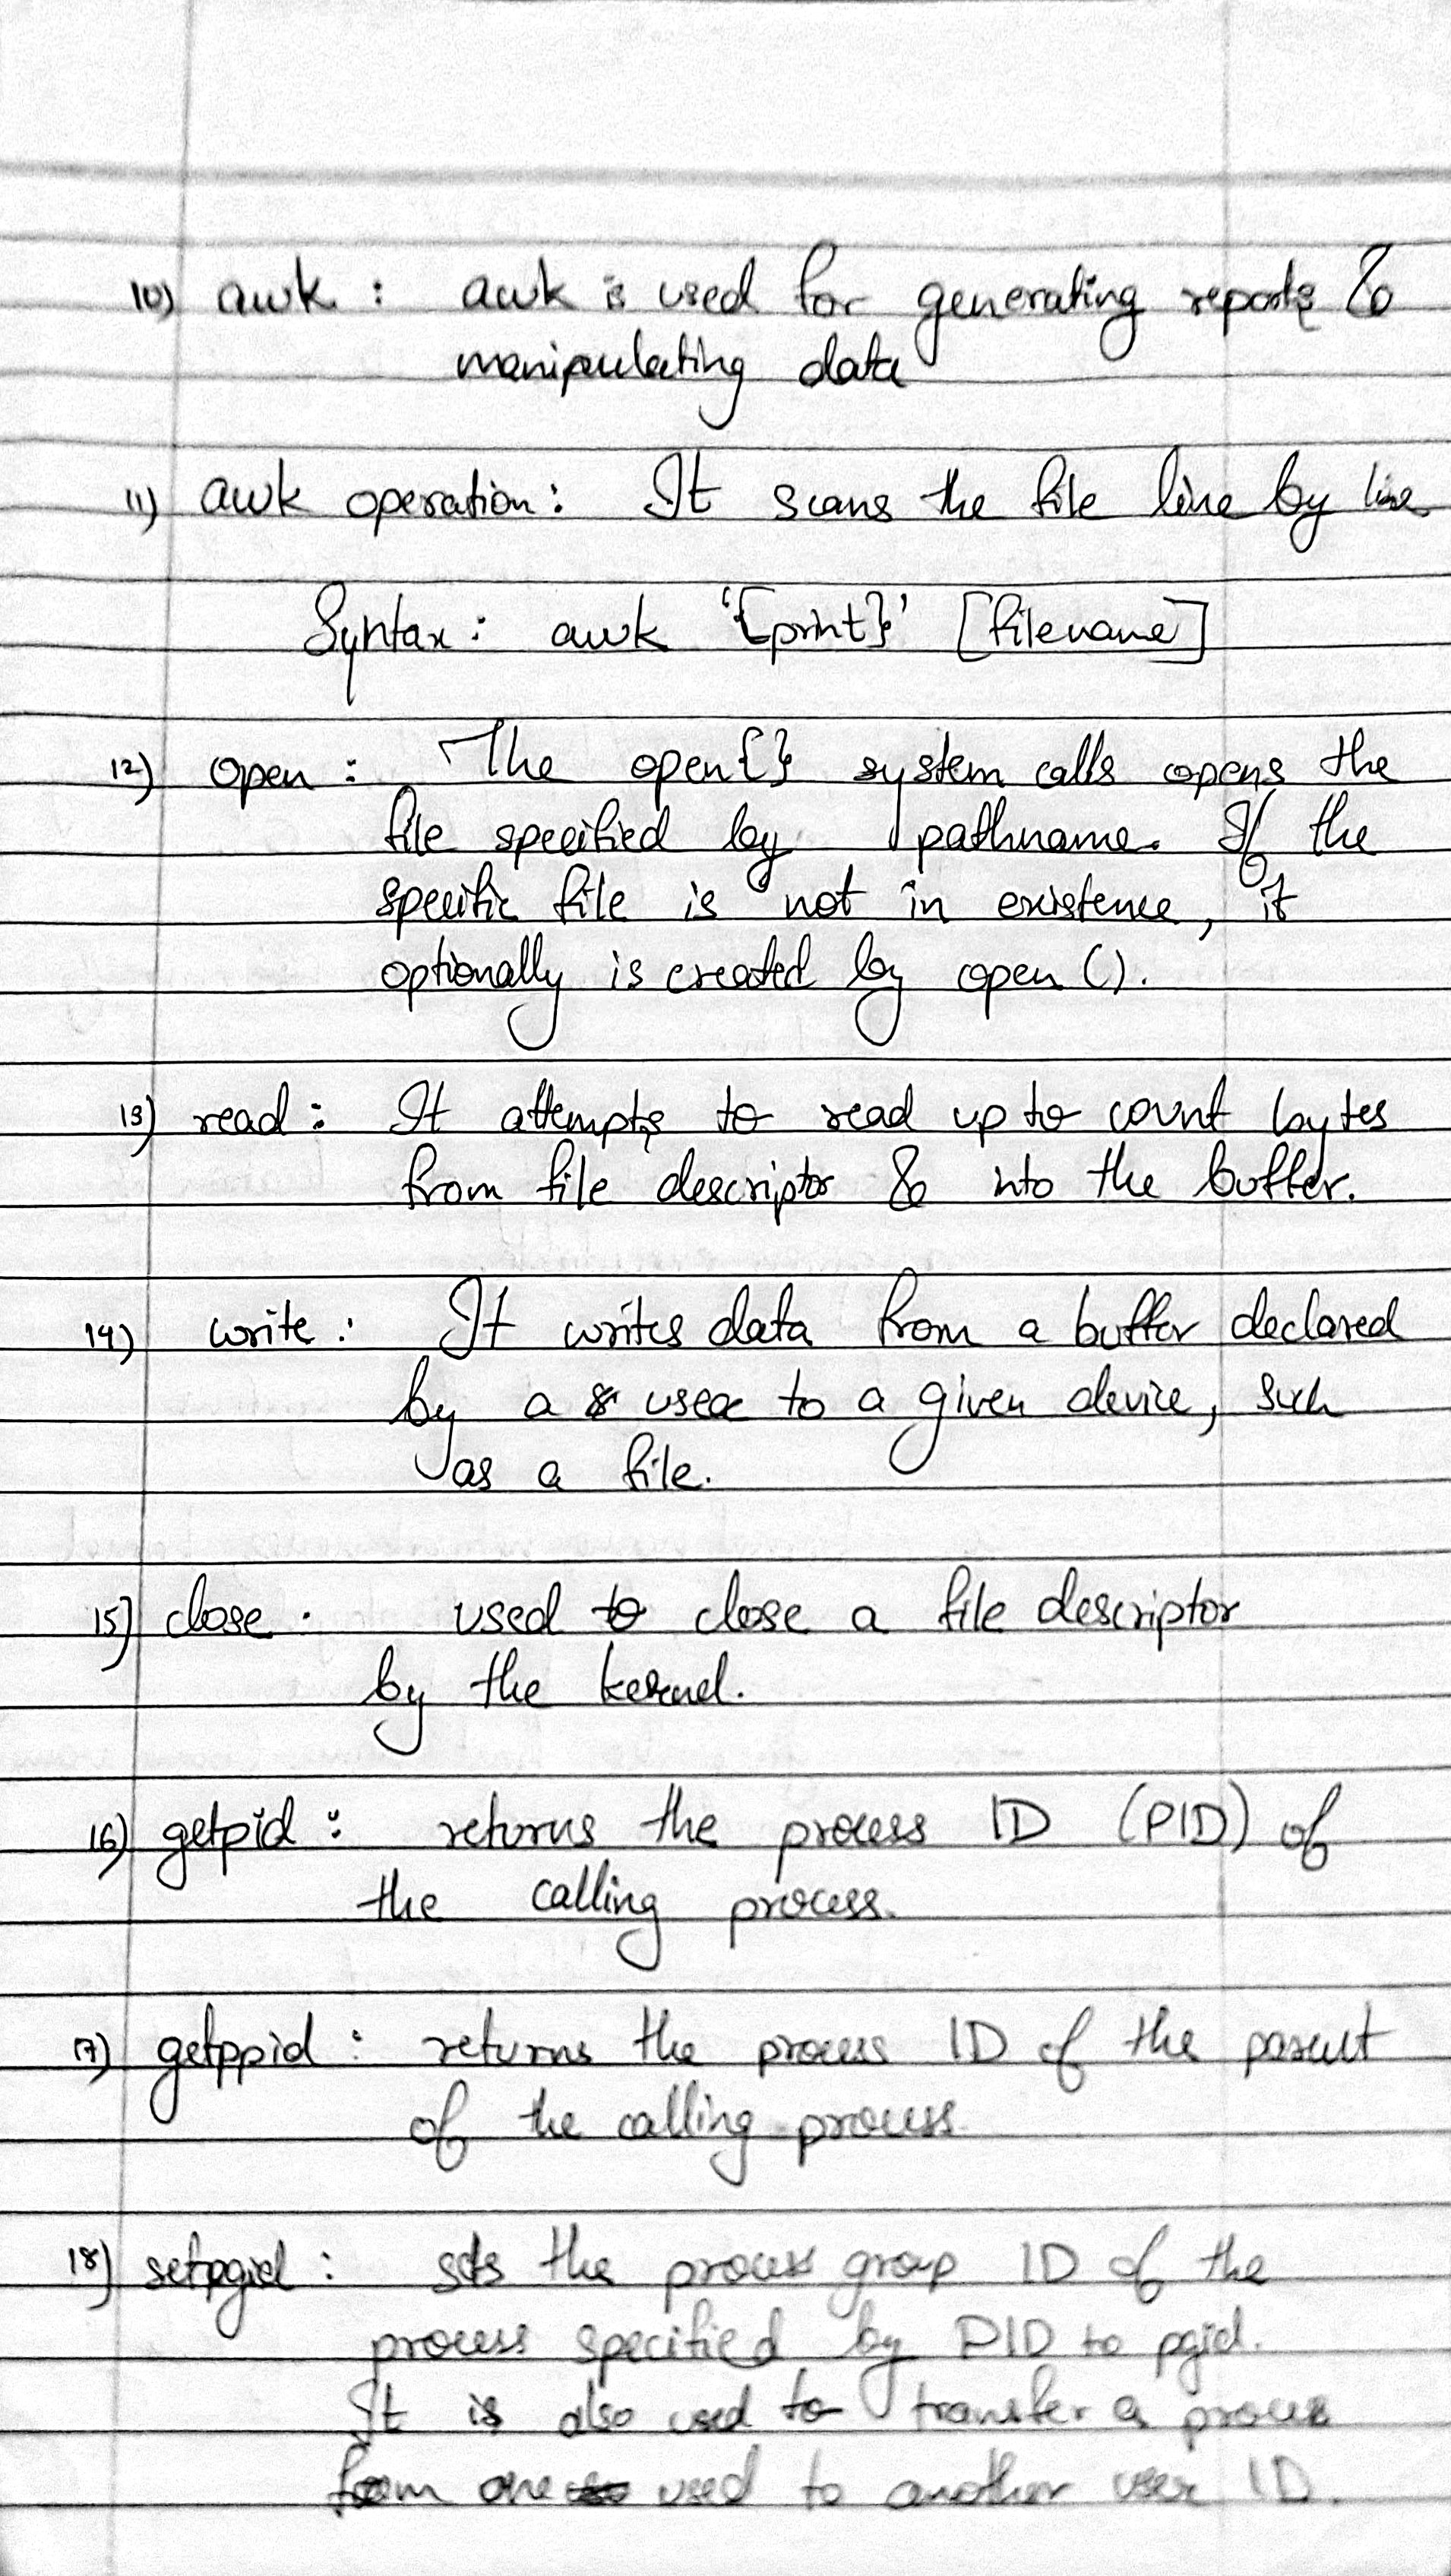 10) awk : awk is used for generating reports &
manipulating data
11) awk operation : It scans the file line by line
Syntax : awk '{print}' [filename]
12) open : The open{} system calls opens the
file specified by pathname. If the
specific file is not in existence, it
optionally is created by open ().
13) read : It attempts to read up to count bytes
from file descriptor & into the buffer.
14) write : It writes data from a buffer declared
by a user to a given device, such
as a file.
15) close . used to close a file descriptor
by the kernel.
16) getpid : returns the process ID (PID) of
the calling process.
17) getppid : returns the process ID of the parent
of the calling process.
18) setpgid : sets the process group ID of the
process specified by PID to pgid.
It is also used to transfer a process
from one used to another user ID.